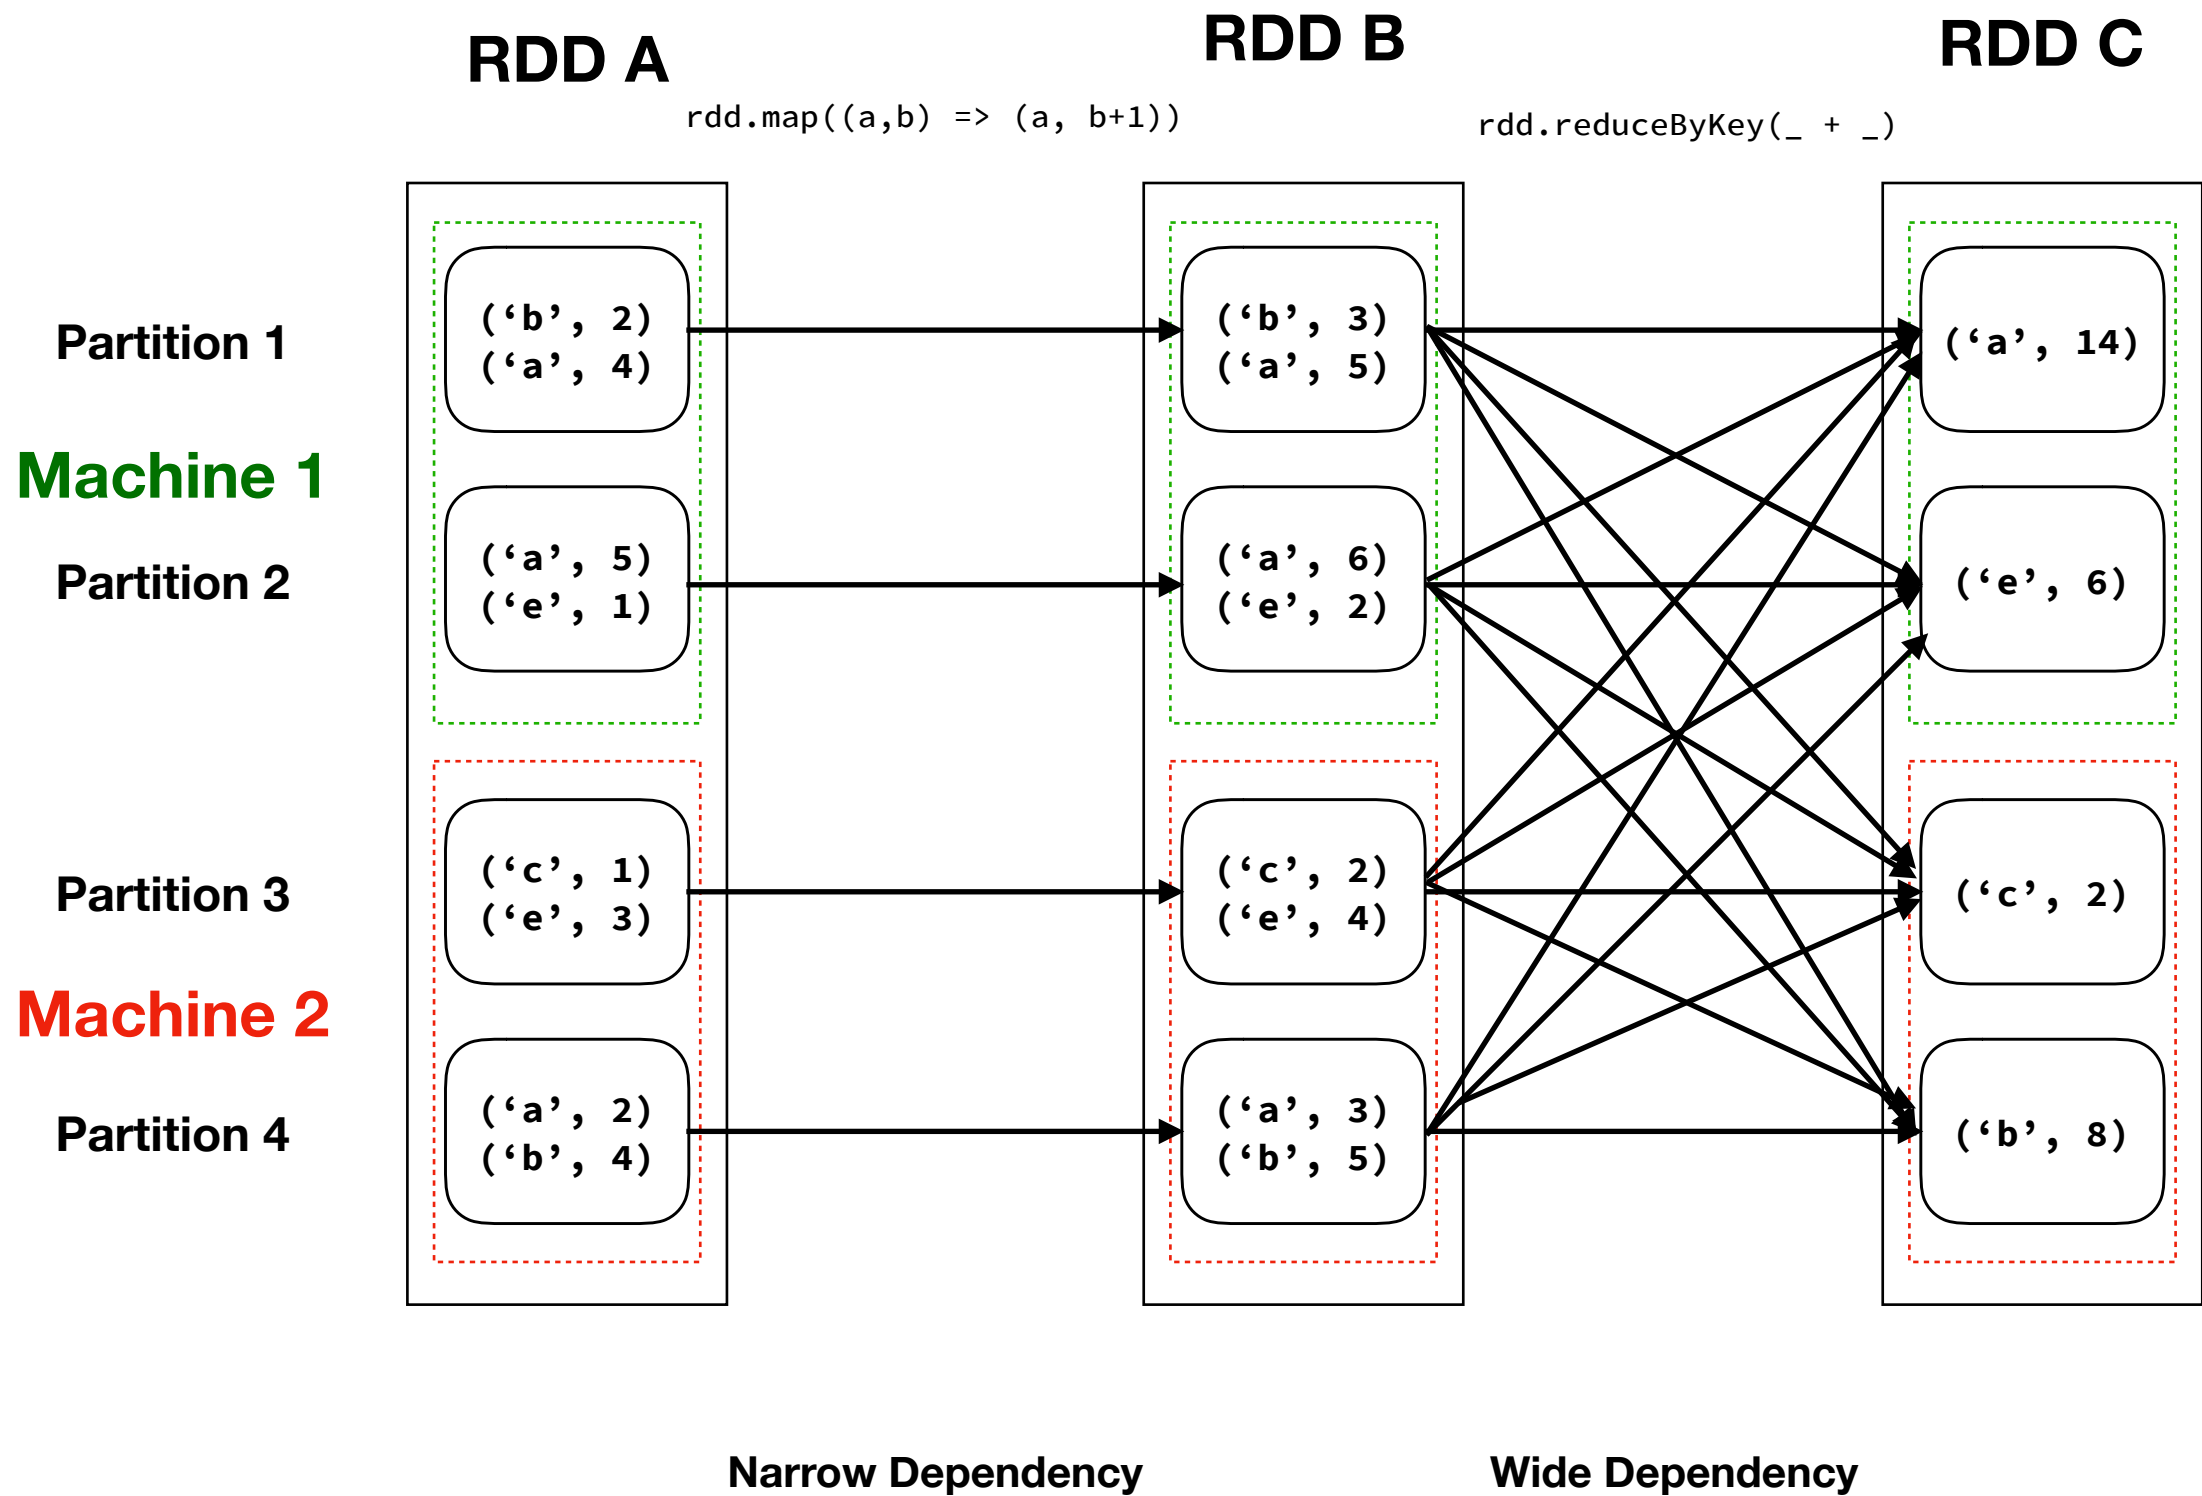 RDD A
RDD B
RDD C
rdd.map((a,b) => (a, b+1))
rdd.reduceByKey(_ + _)
Partition 1
(‘b’, 2)
(‘a’, 4)
(‘b’, 3)
(‘a’, 5)
(‘a’, 14)
Machine 1
Partition 2
(‘a’, 5)
(‘e’, 1)
(‘a’, 6)
(‘e’, 2)
(‘e’, 6)
Partition 3
(‘c’, 1)
(‘e’, 3)
(‘c’, 2)
(‘e’, 4)
(‘c’, 2)
Machine 2
Partition 4
(‘a’, 2)
(‘b’, 4)
(‘a’, 3)
(‘b’, 5)
(‘b’, 8)
Narrow Dependency
Wide Dependency